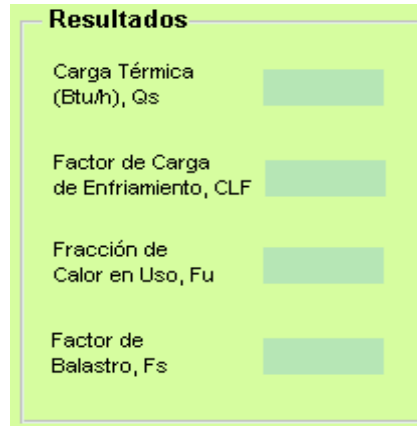 Resultados
Carga Térmica
(Btu/h), Qs
Factor de Carga
de Enfriamiento, CLF
Fracción de
Calor en Uso, Fu
Factor de
Balastro, Fs